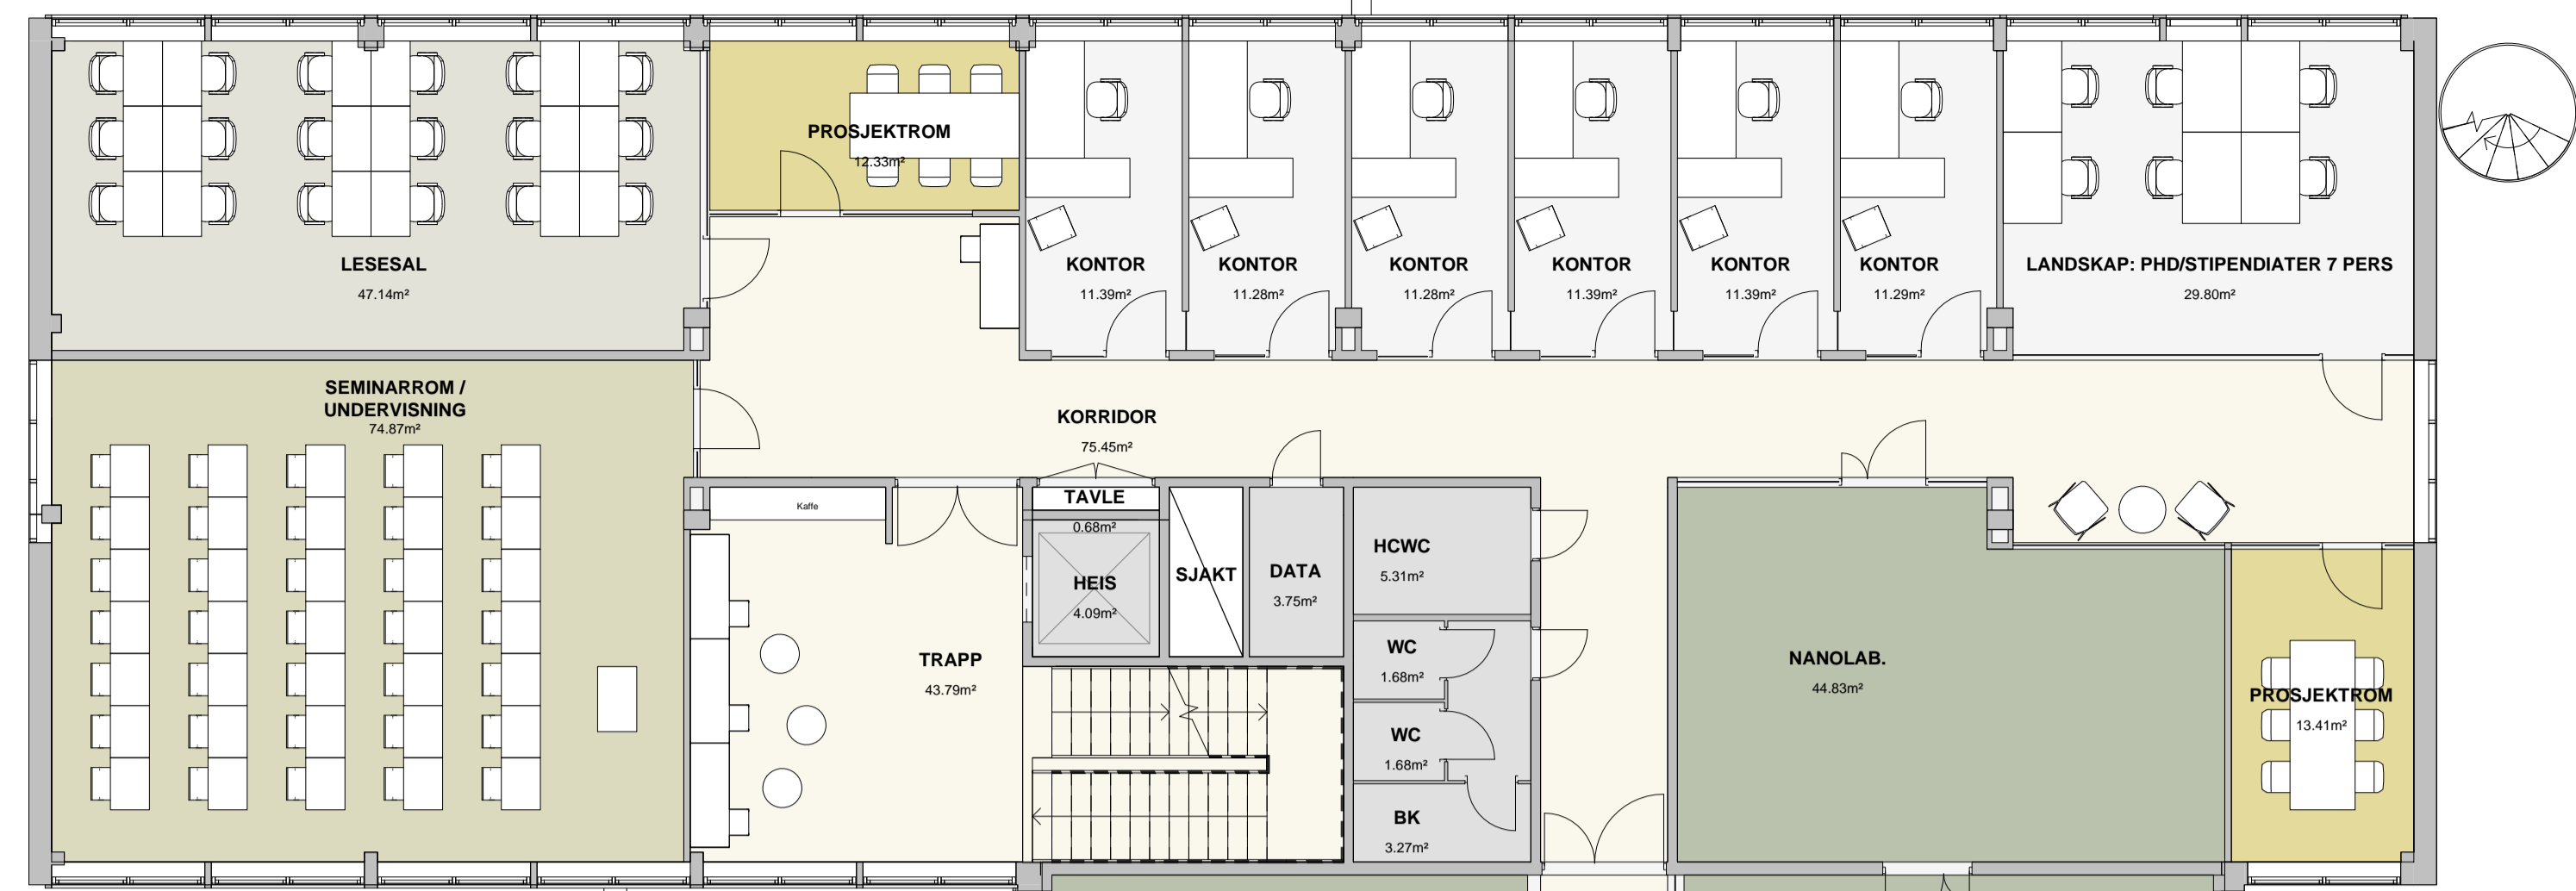 PROSJEKTROM
12.33m²
LESESAL
47.14m²
KONTOR
11.39m²
KONTOR
11.28m²
KONTOR
11.28m²
KONTOR
11.39m²
KONTOR
11.39m²
KONTOR
11.29m²
LANDSKAP: PHD/STIPENDIATER 7 PERS
29.80m²
SEMINARROM /
UNDERVISNING
74.87m²
KORRIDOR
75.45m²
Kaffe
TAVLE
0.68m²
HEIS
4.09m²
SJAKT
DATA
3.75m²
HCWC
5.31m²
WC
1.68m²
WC
1.68m²
BK
3.27m²
TRAPP
43.79m²
NANOLAB.
44.83m²
PROSJEKTROM
13.41m²